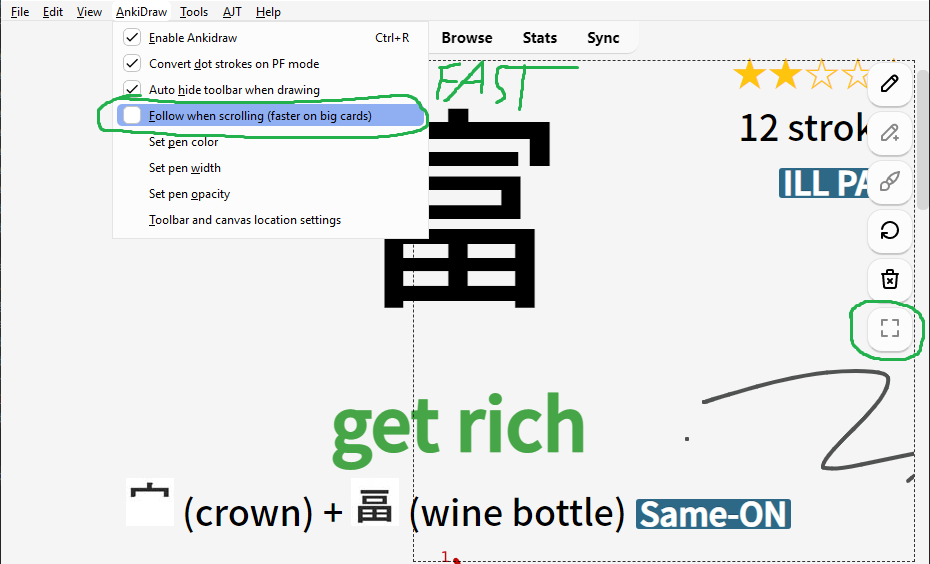 File Edit View AnkiDraw Tools AJT Help
Enable Ankidraw Ctrl+R
Convert dot strokes on PF mode
Auto hide toolbar when drawing
Follow when scrolling (faster on big cards)
Set pen color
Set pen width
Set pen opacity
Toolbar and canvas location settings
Browse Stats Sync
FAST
12 strok
ILL PA
富
get rich
宀 (crown) + 畐 (wine bottle) Same-ON
1